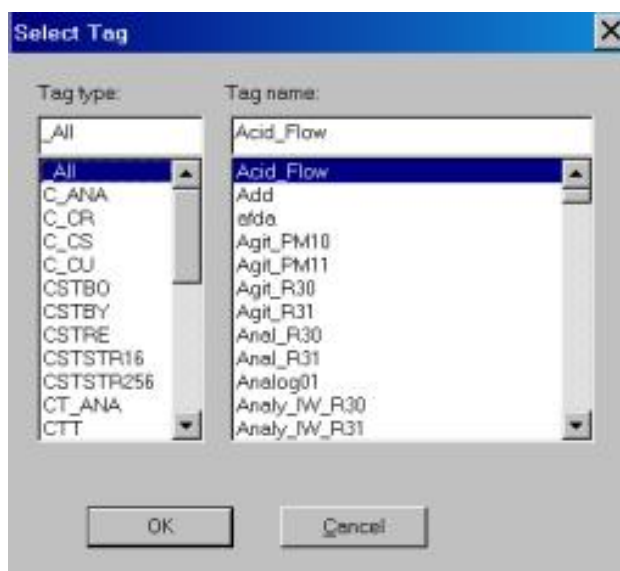 Select Tag
Tag type:
Tag name:
_All
Acid_Flow
_All
C_ANA
C_CR
C_CS
C_CU
CSTBO
CSTBY
CSTRE
CSTSTR16
CSTSTR256
CT_ANA
CTT
Acid_Flow
Add
afda
Agit_PM10
Agit_PM11
Agit_R30
Agit_R31
Anal_R30
Anal_R31
Analog01
Analy_IW_R30
Analy_IW_R31
OK
Cancel